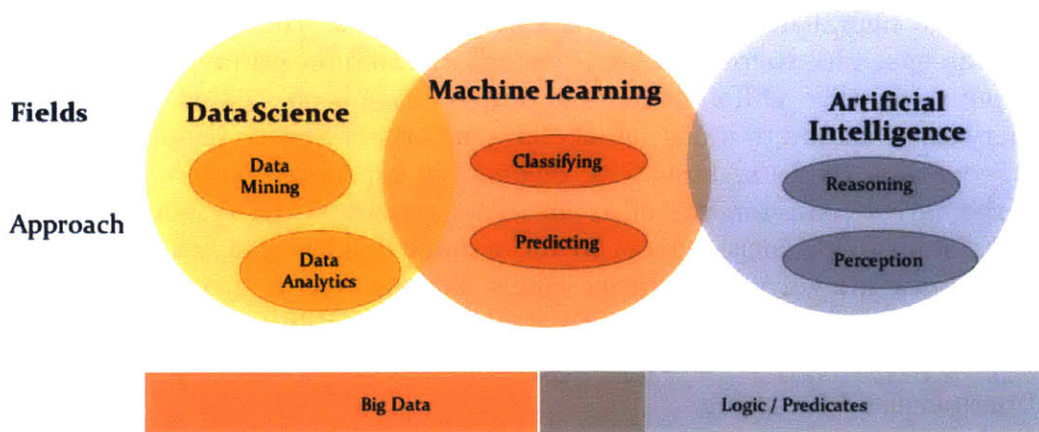 Fields
Data Science
Machine Learning
Artificial
Intelligence
Approach
Data
Mining
Data
Analytics
Classifying
Predicting
Reasoning
Perception
Big Data
Logic / Predicates